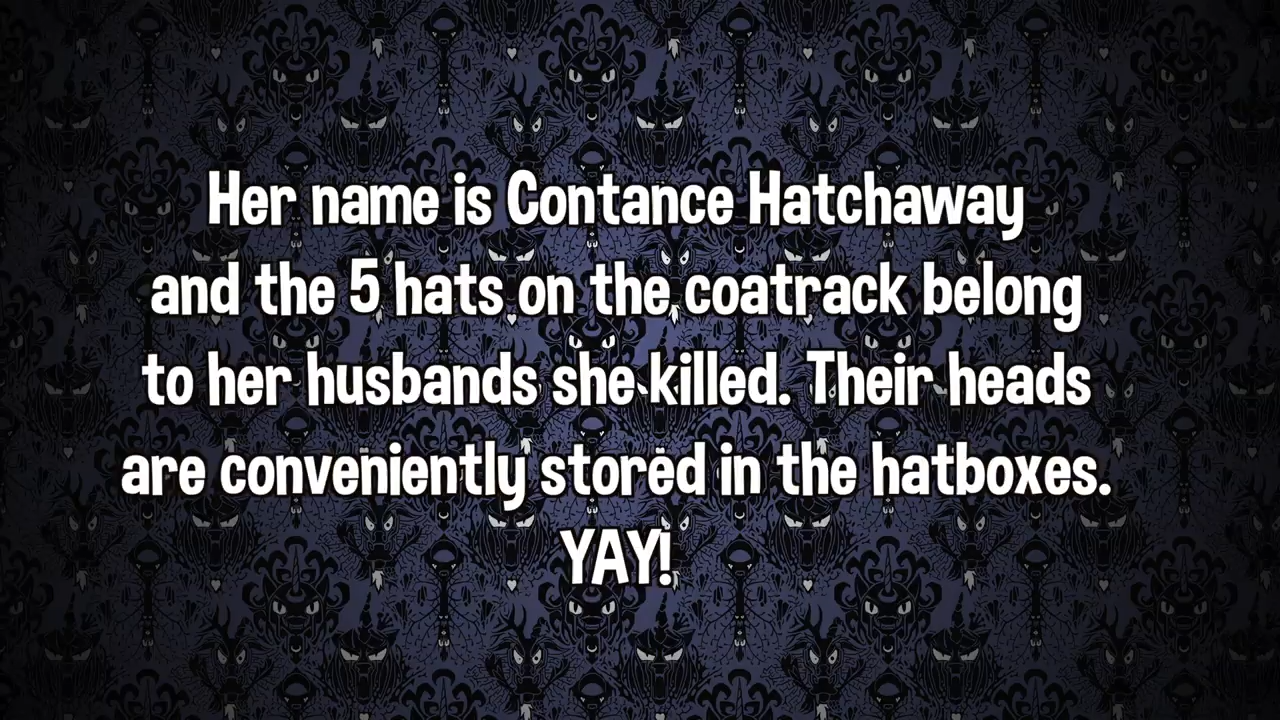 Her name is Contance Hatchaway
and the 5 hats on the coatrack belong
to her husbands she killed. Their heads
are conveniently stored in the hatboxes.
YAY!